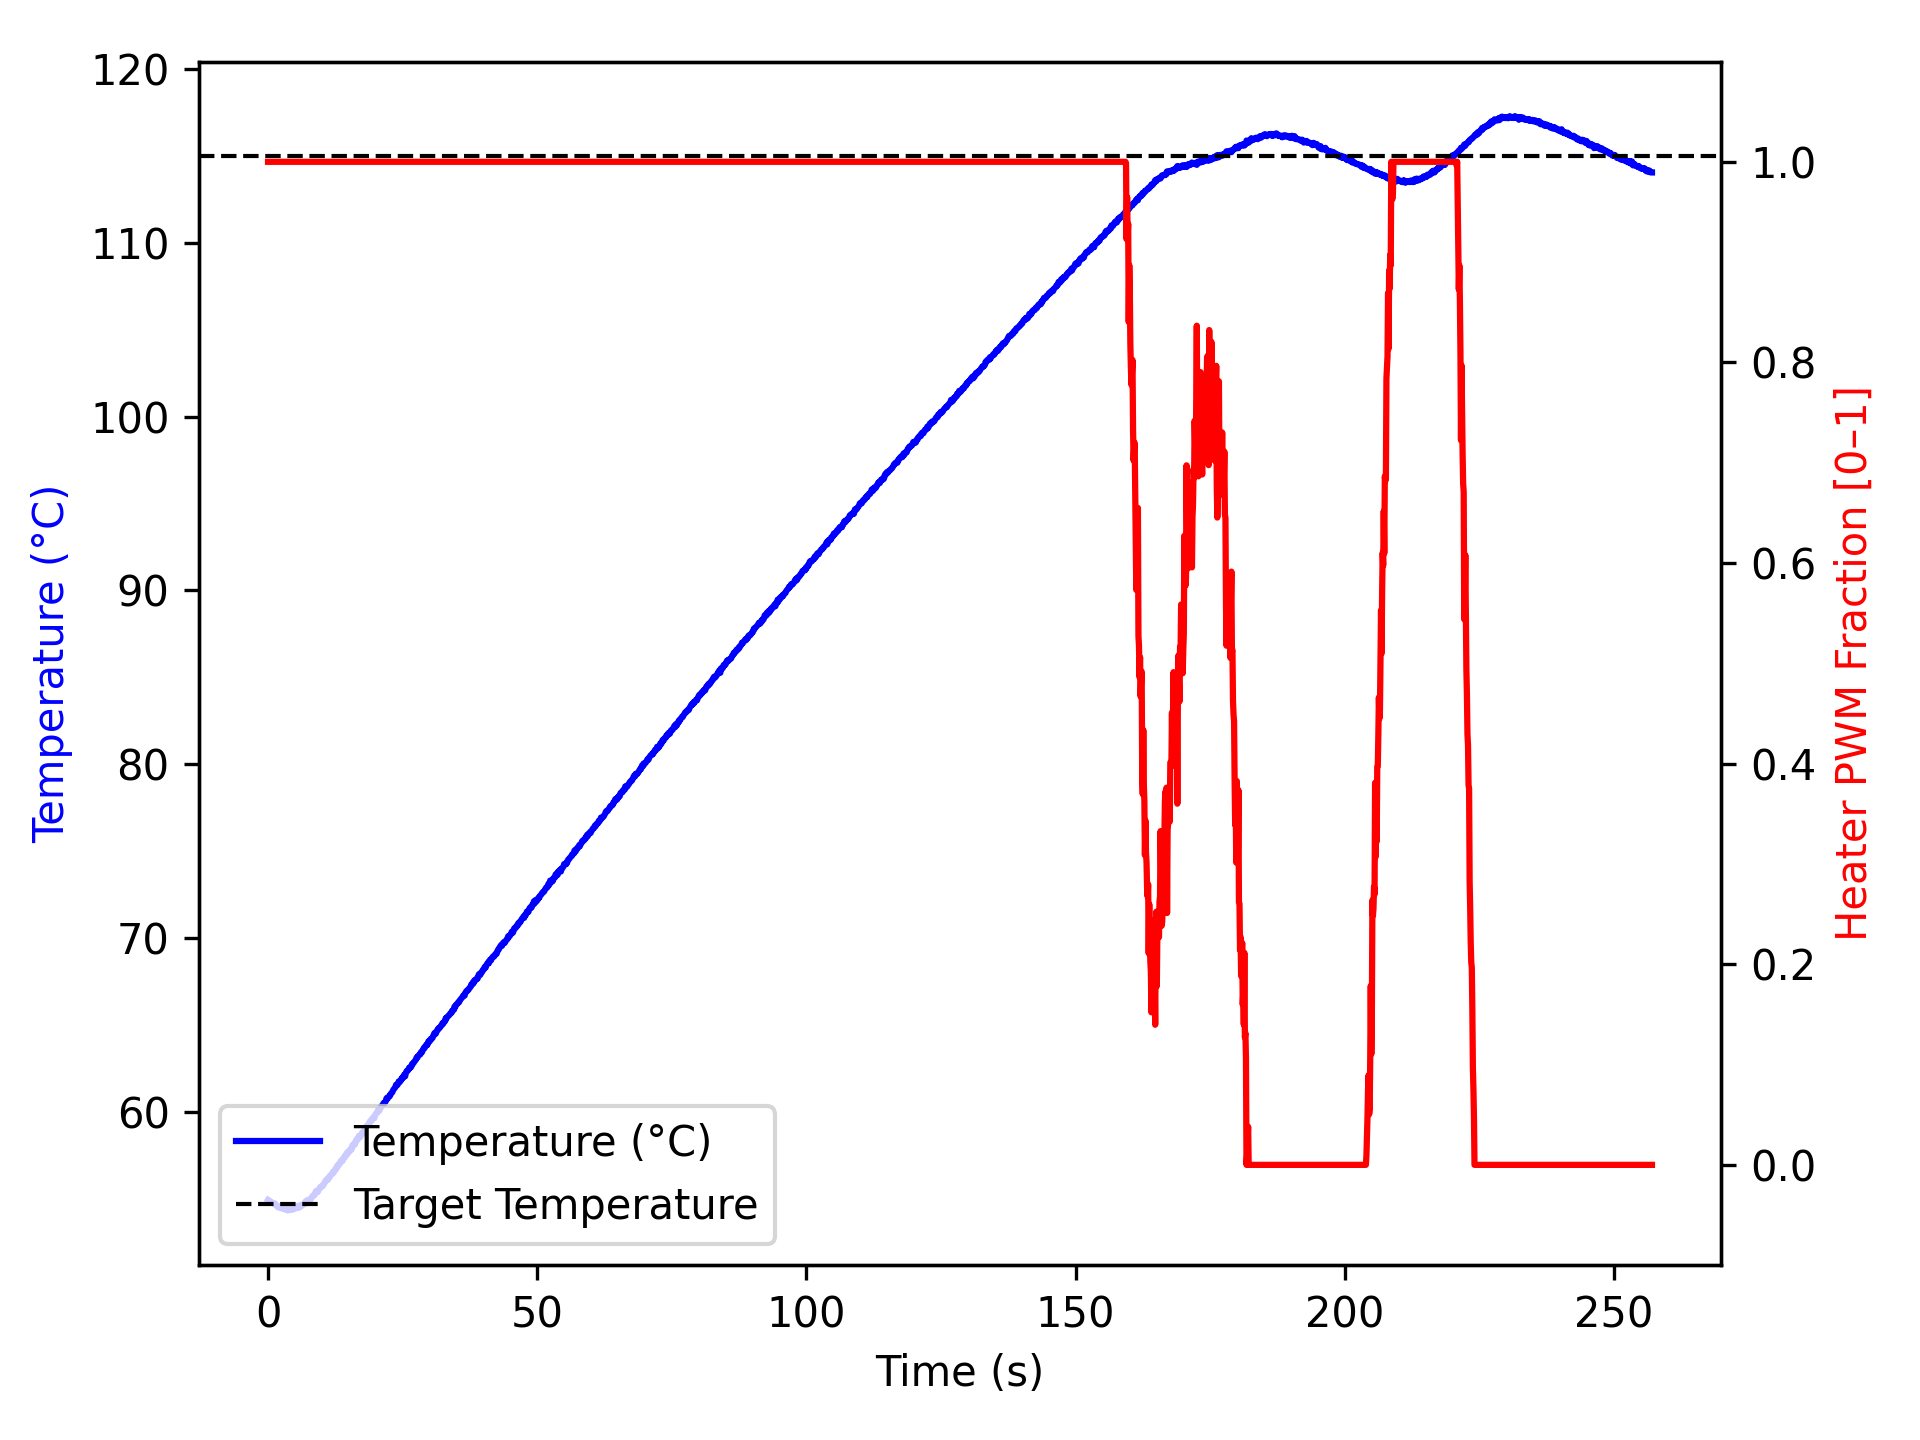 120
110
100
90
80
70
60
Temperature (°C)
1.0
0.8
0.6
0.4
0.2
0.0
Heater PWM Fraction [0–1]
Temperature (°C)
Target Temperature
0 50 100 150 200 250
Time (s)